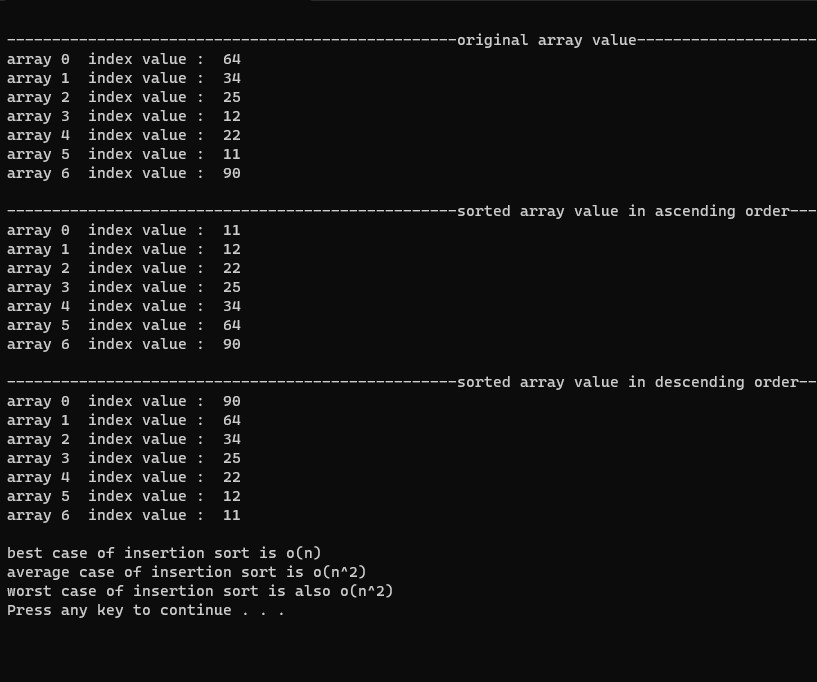 --------------------------------------------------original array value--------------------
array 0  index value :  64
array 1  index value :  34
array 2  index value :  25
array 3  index value :  12
array 4  index value :  22
array 5  index value :  11
array 6  index value :  90
--------------------------------------------------sorted array value in ascending order---
array 0  index value :  11
array 1  index value :  12
array 2  index value :  22
array 3  index value :  25
array 4  index value :  34
array 5  index value :  64
array 6  index value :  90
--------------------------------------------------sorted array value in descending order--
array 0  index value :  90
array 1  index value :  64
array 2  index value :  34
array 3  index value :  25
array 4  index value :  22
array 5  index value :  12
array 6  index value :  11
best case of insertion sort is o(n)
average case of insertion sort is o(n^2)
worst case of insertion sort is also o(n^2)
Press any key to continue . . .